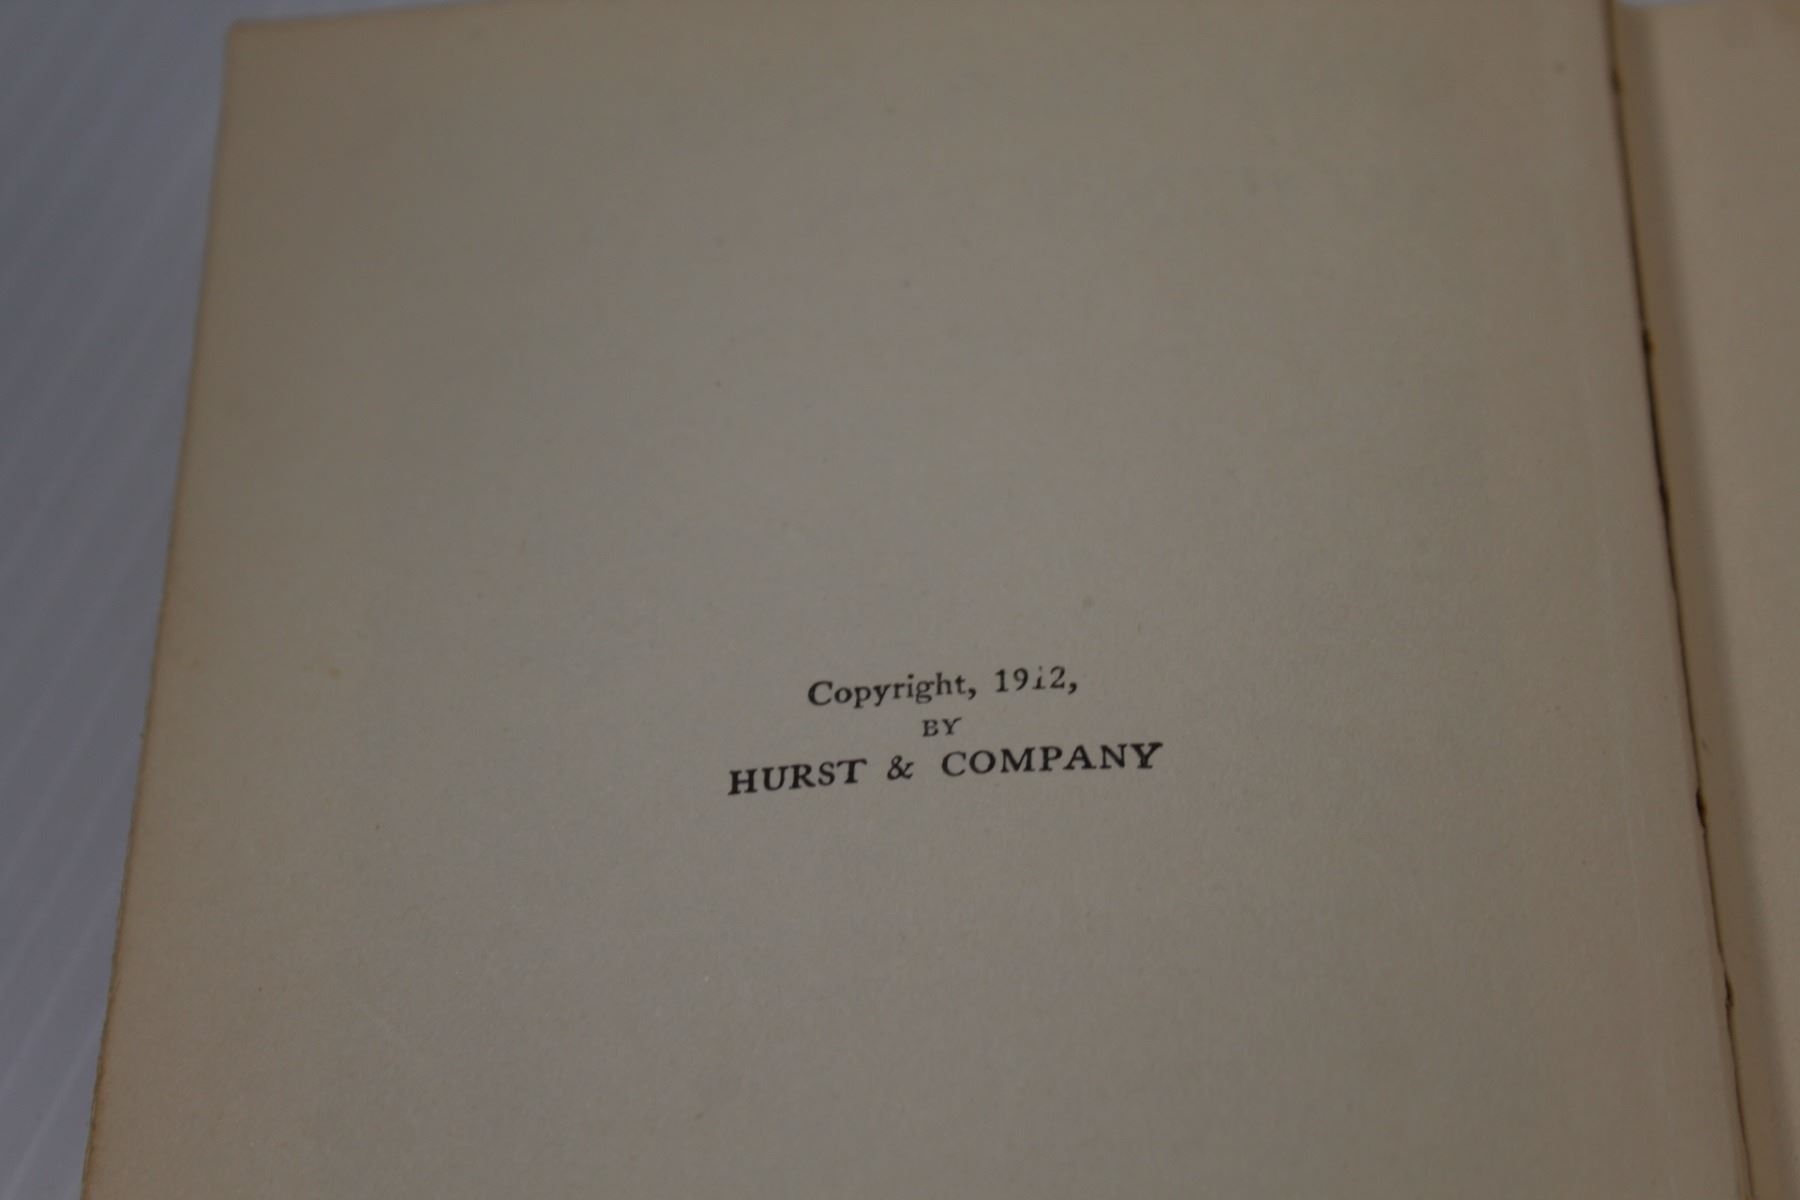 Copyright, 1912,
BY
HURST & COMPANY